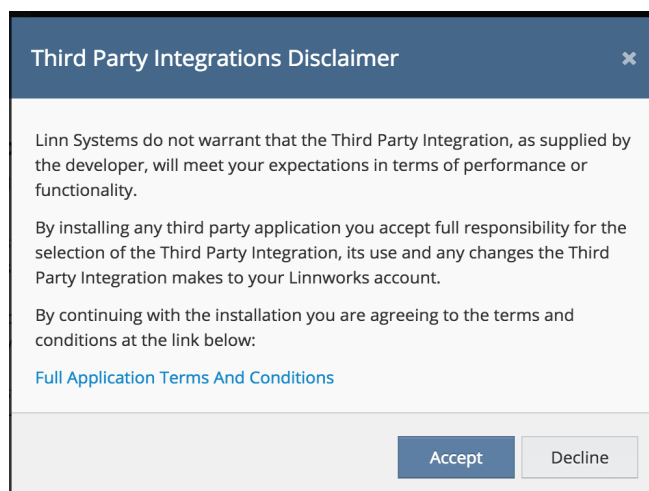 Third Party Integrations Disclaimer
Linn Systems do not warrant that the Third Party Integration, as supplied by
the developer, will meet your expectations in terms of performance or
functionality.
By installing any third party application you accept full responsibility for the
selection of the Third Party Integration, its use and any changes the Third
Party Integration makes to your Linnworks account.
By continuing with the installation you are agreeing to the terms and
conditions at the link below:
Full Application Terms And Conditions
Accept
Decline